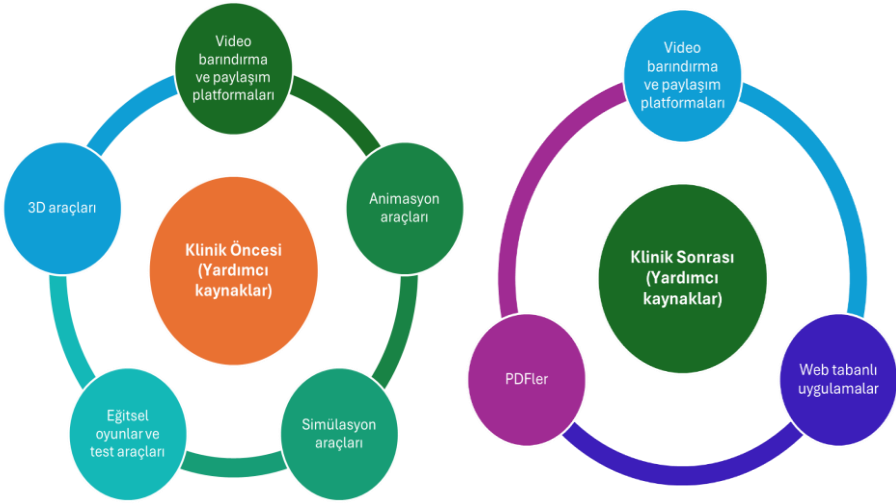 Video
barındırma
ve paylaşım
platformaları
Animasyon
araçları
Simülasyon
araçları
Eğitsel
oyunlar ve
test araçları
3D araçları
Klinik Öncesi
(Yardımcı
kaynaklar)
Video
barındırma
ve paylaşım
platformaları
Web tabanlı
uygulamalar
PDFler
Klinik Sonrası
(Yardımcı
kaynaklar)